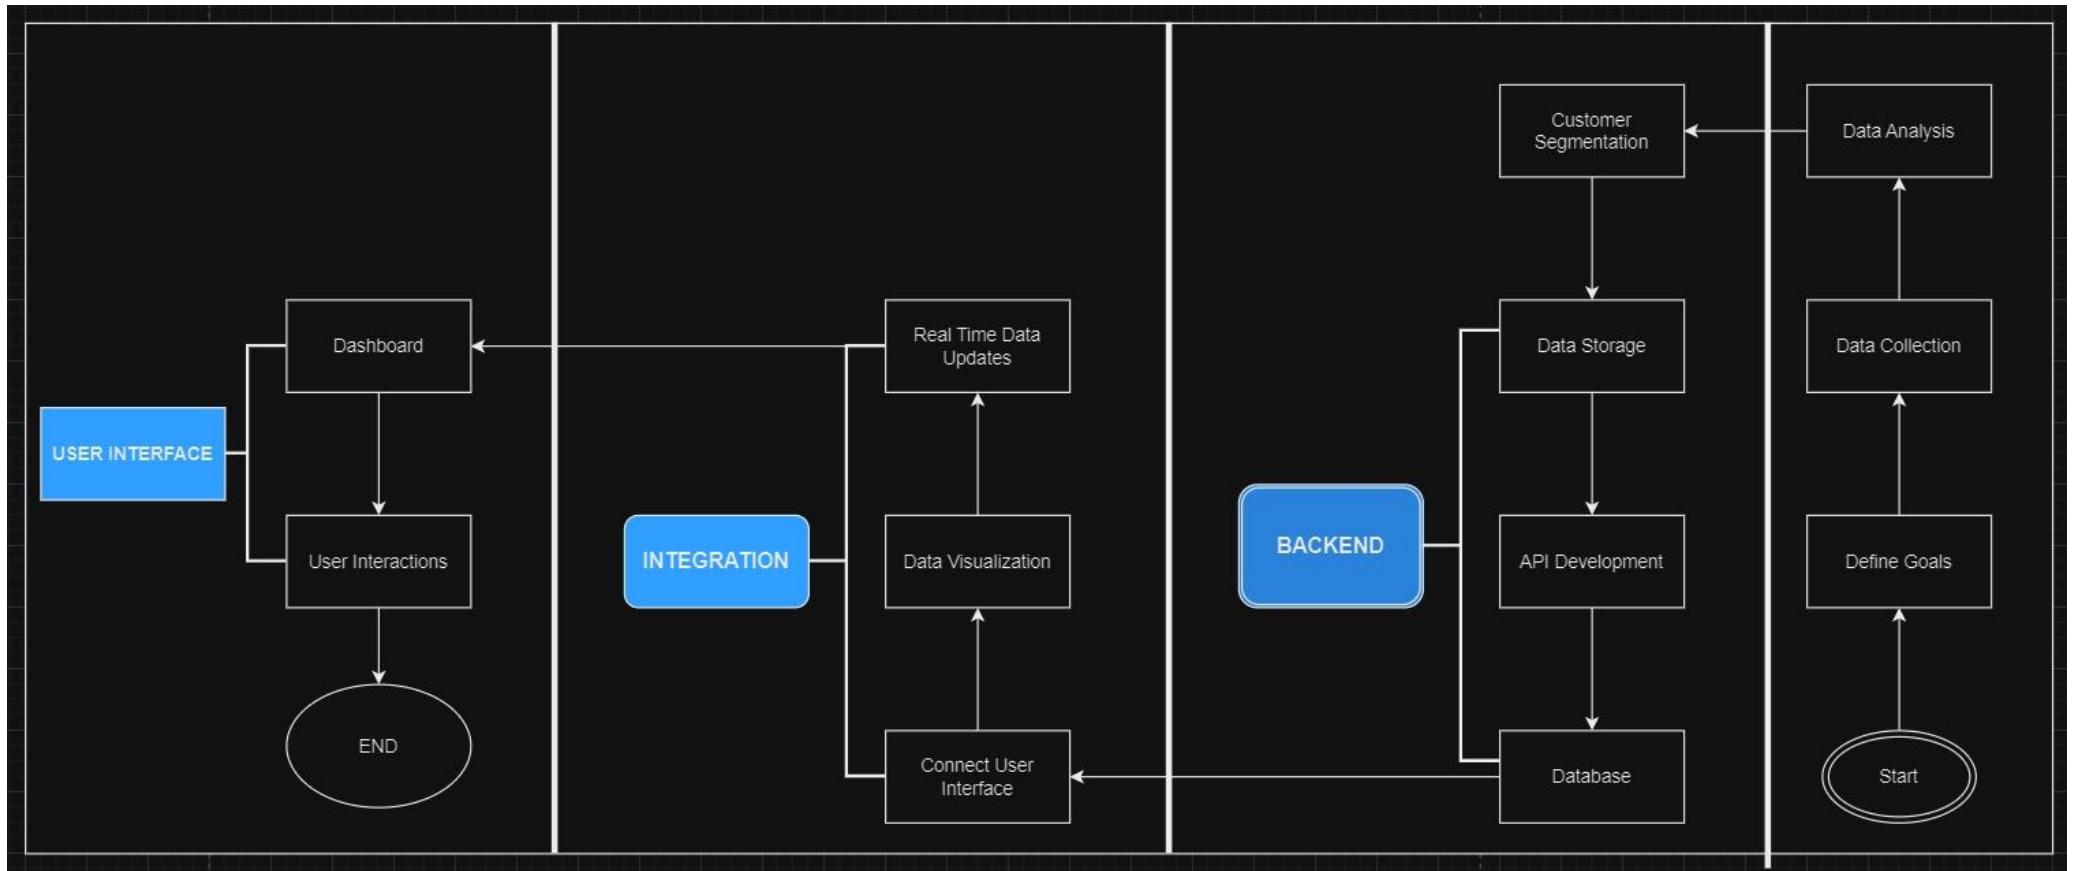 Customer
Segmentation
Data Analysis
Dashboard
Real Time Data
Updates
Data Storage
Data Collection
USER INTERFACE
User Interactions
INTEGRATION
Data Visualization
BACKEND
API Development
Define Goals
END
Connect User
Interface
Database
Start